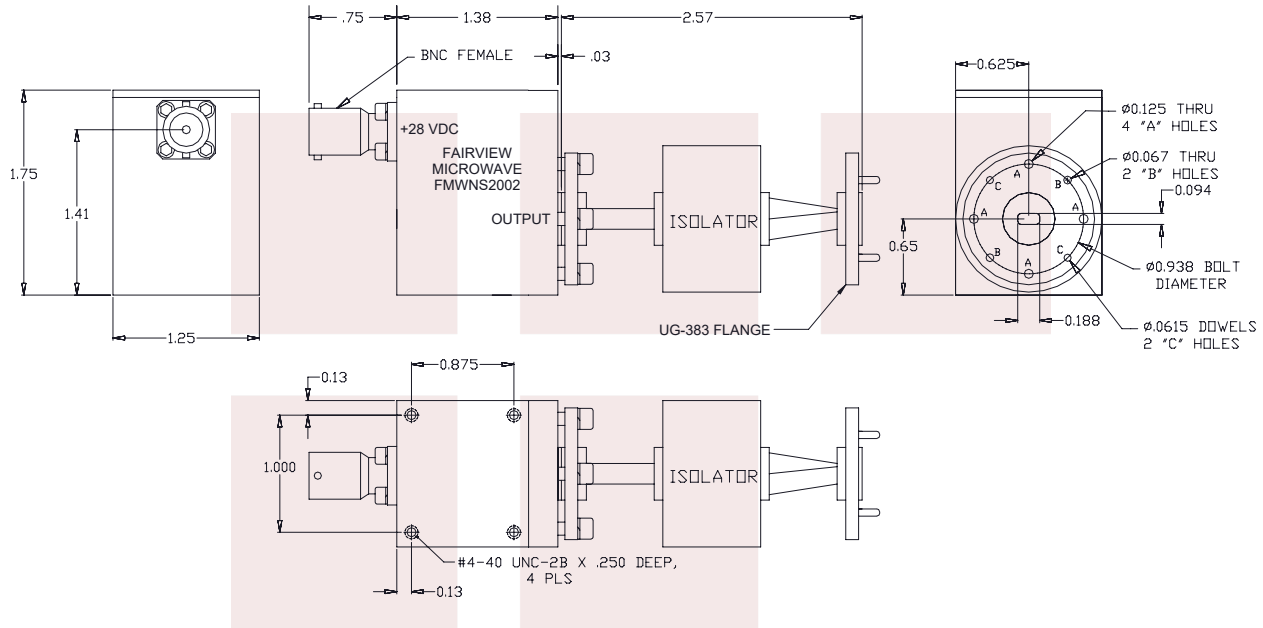 .75
1.38
2.57
BNC FEMALE
.03
+28 VDC
FAIRVIEW
MICROWAVE
FMWNS2002
OUTPUT
ISOLATOR
UG-383 FLANGE
1.75
1.41
1.25
0.625
Ø0.125 THRU
4 "A" HOLES
Ø0.067 THRU
2 "B" HOLES
0.094
A
B
C
A
A
B
C
A
0.65
Ø0.938 BOLT
DIAMETER
0.188
Ø.0615 DOWELS
2 "C" HOLES
0.13
0.875
1.000
ISOLATOR
#4-40 UNC-2B X .250 DEEP,
4 PLS
0.13